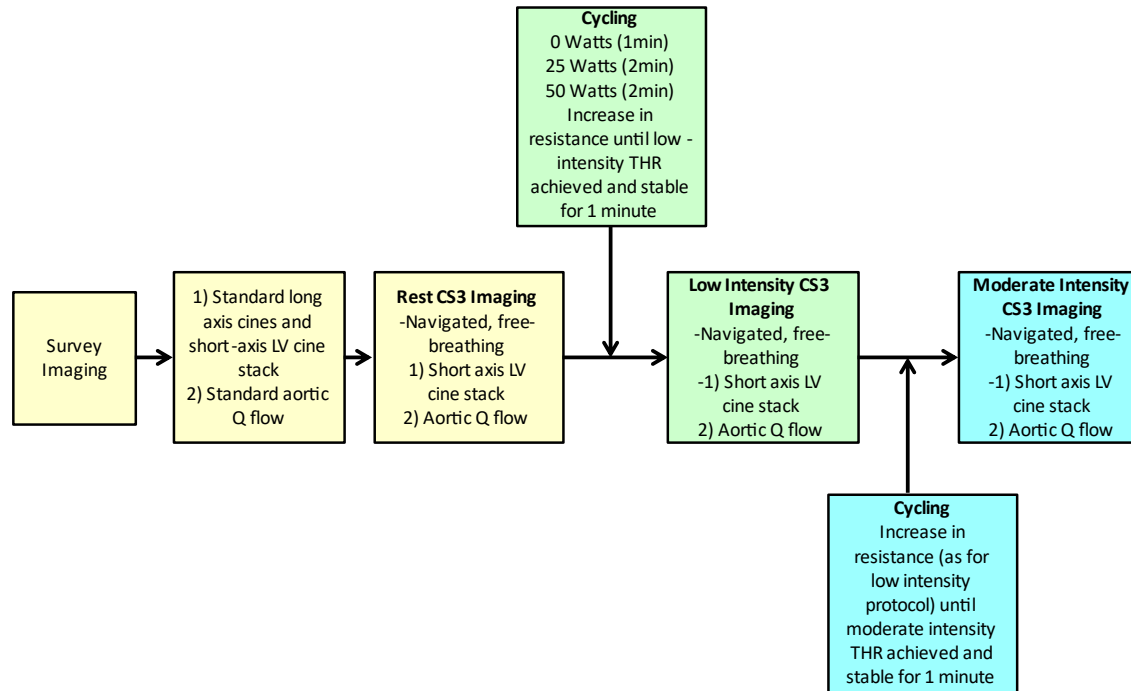 Cycling
0 Watts (1min)
25 Watts (2min)
50 Watts (2min)
Increase in
resistance until low -
intensity THR
achieved and stable
for 1 minute
Survey
Imaging
1) Standard long
axis cines and
short -axis LV cine
stack
2) Standard aortic
Q flow
Rest CS3 Imaging
-Navigated, free-
breathing
1) Short axis LV
cine stack
2) Aortic Q flow
Low Intensity CS3
Imaging
-Navigated, free-
breathing
-1) Short axis LV
cine stack
2) Aortic Q flow
Moderate Intensity
CS3 Imaging
-Navigated, free-
breathing
-1) Short axis LV
cine stack
2) Aortic Q flow
Cycling
Increase in
resistance (as for
low intensity
protocol) until
moderate intensity
THR achieved and
stable for 1 minute